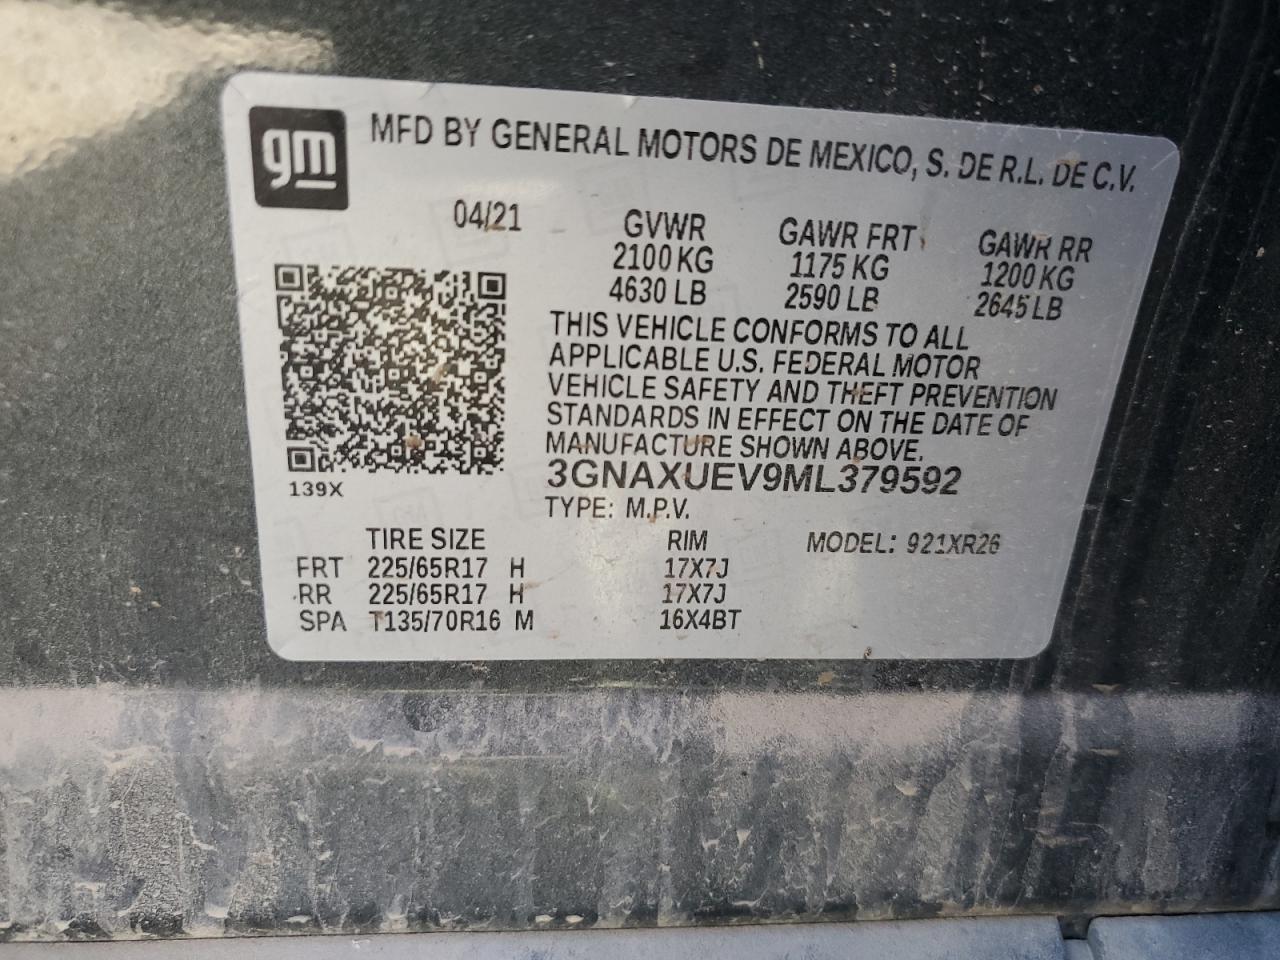 gm
MFD BY GENERAL MOTORS DE MEXICO, S. DE R.L. DE C.V.
04/21 GVWR GAWR FRT GAWR RR
2100 KG 1175 KG 1200 KG
4630 LB 2590 LB 2645 LB
THIS VEHICLE CONFORMS TO ALL
APPLICABLE U.S. FEDERAL MOTOR
VEHICLE SAFETY AND THEFT PREVENTION
STANDARDS IN EFFECT ON THE DATE OF
MANUFACTURE SHOWN ABOVE.
3GNAXUEV9ML379592
139X
TYPE: M.P.V.
TIRE SIZE RIM MODEL: 921XR26
FRT 225/65R17 H 17X7J
RR 225/65R17 H 17X7J
SPA T135/70R16 M 16X4BT